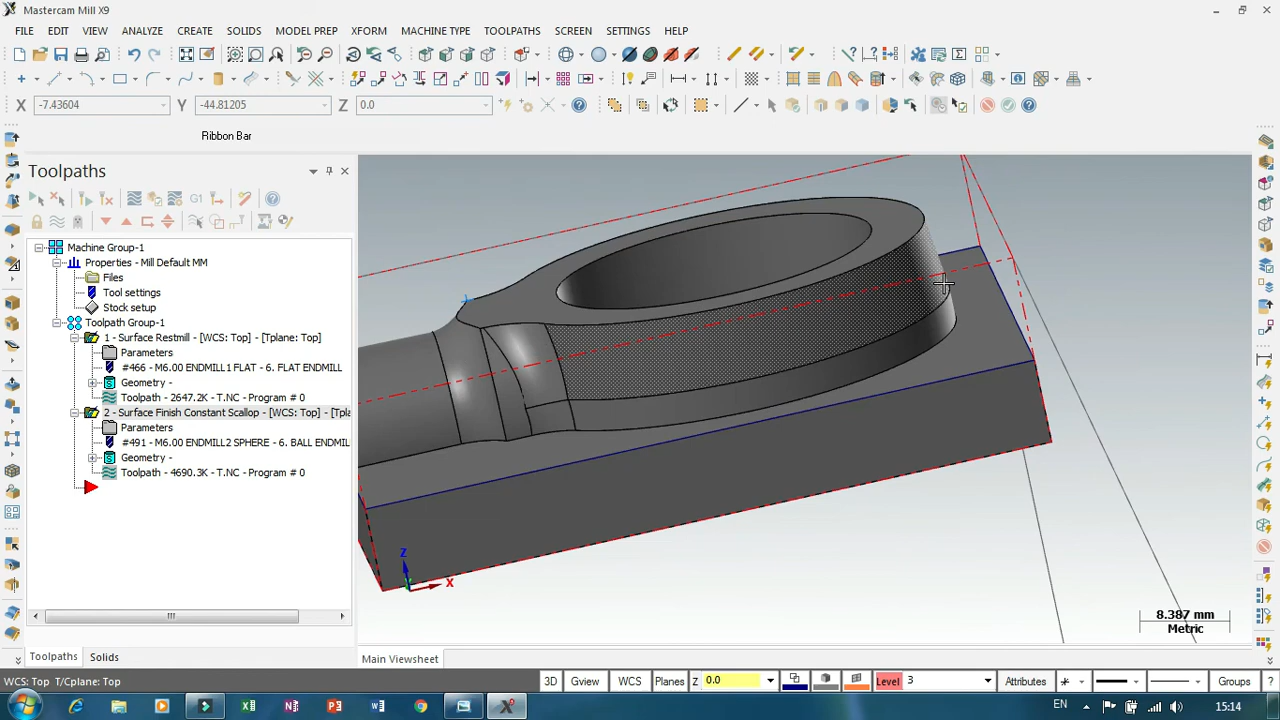 Mastercam Mill X9
FILE EDIT VIEW ANALYZE CREATE SOLIDS MODEL PREP XFORM MACHINE TYPE TOOLPATHS SCREEN SETTINGS HELP
X -7.43604 Y -44.81205 Z 0.0
Ribbon Bar
Toolpaths
G1
Machine Group-1
Properties - Mill Default MM
Files
Tool settings
Stock setup
Toolpath Group-1
1 - Surface Restmill - [WCS: Top] - [Tplane: Top]
Parameters
#466 - M6.00 ENDMILL1 FLAT - 6. FLAT ENDMILL
Geometry -
Toolpath - 2647.2K - T.NC - Program # 0
2 - Surface Finish Constant Scallop - [WCS: Top] - [Tpl
Parameters
#491 - M6.00 ENDMILL2 SPHERE - 6. BALL ENDMILL
Geometry -
Toolpath - 4690.3K - T.NC - Program # 0
Z
X
8.387 mm
Metric
Toolpaths Solids
Main Viewsheet
WCS: Top T/Cplane: Top
3D Gview WCS Planes Z 0.0 Level 3 Attributes Groups
EN 15:14